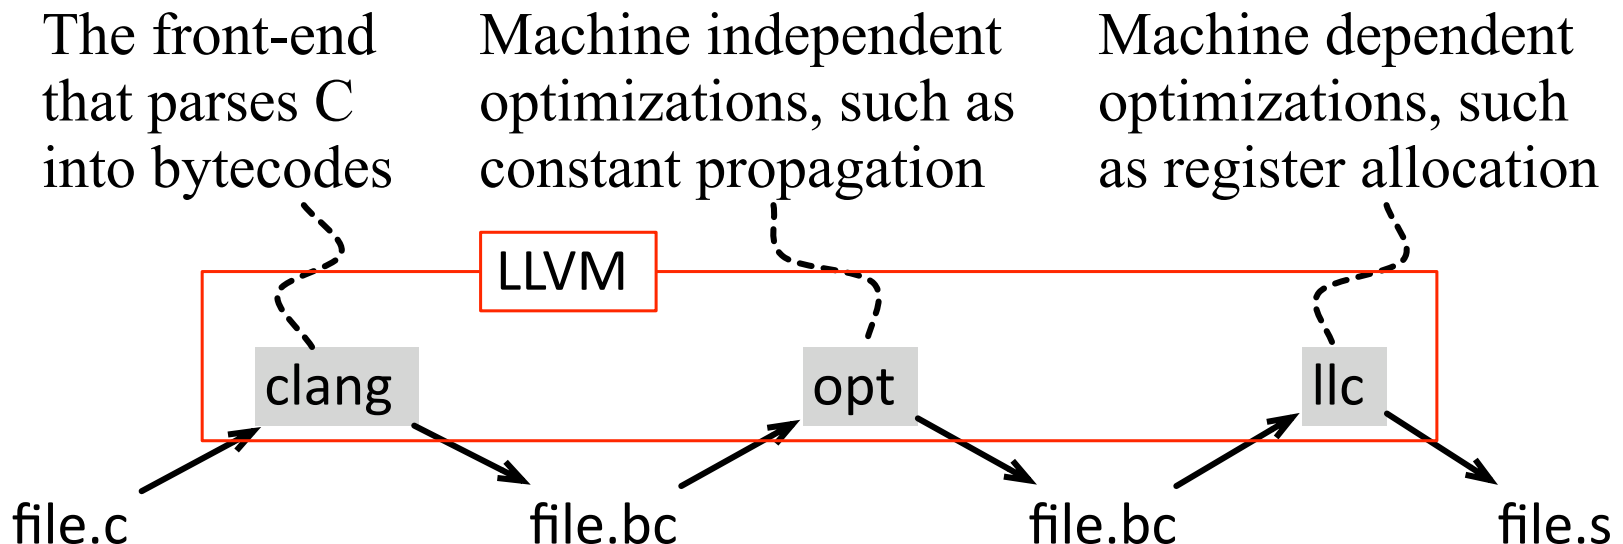 The front-end
that parses C
into bytecodes
Machine independent
optimizations, such as
constant propagation
Machine dependent
optimizations, such
as register allocation
LLVM
clang
opt
llc
file.c
file.bc
file.bc
file.s